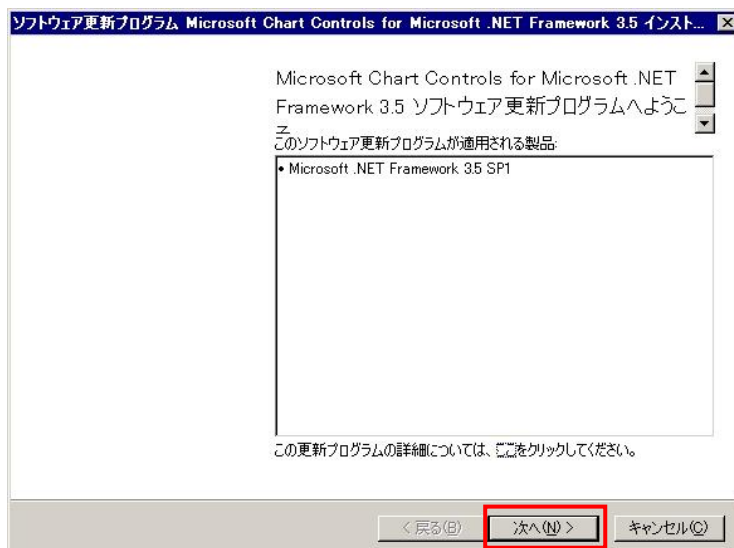 ソフトウェア更新プログラム Microsoft Chart Controls for Microsoft .NET Framework 3.5 インスト...
Microsoft Chart Controls for Microsoft .NET
Framework 3.5 ソフトウェア更新プログラムへようこ
そ
このソフトウェア更新プログラムが適用される製品:
• Microsoft .NET Framework 3.5 SP1
この更新プログラムの詳細については、ここをクリックしてください。
< 戻る(B)
次へ(N) >
キャンセル(C)